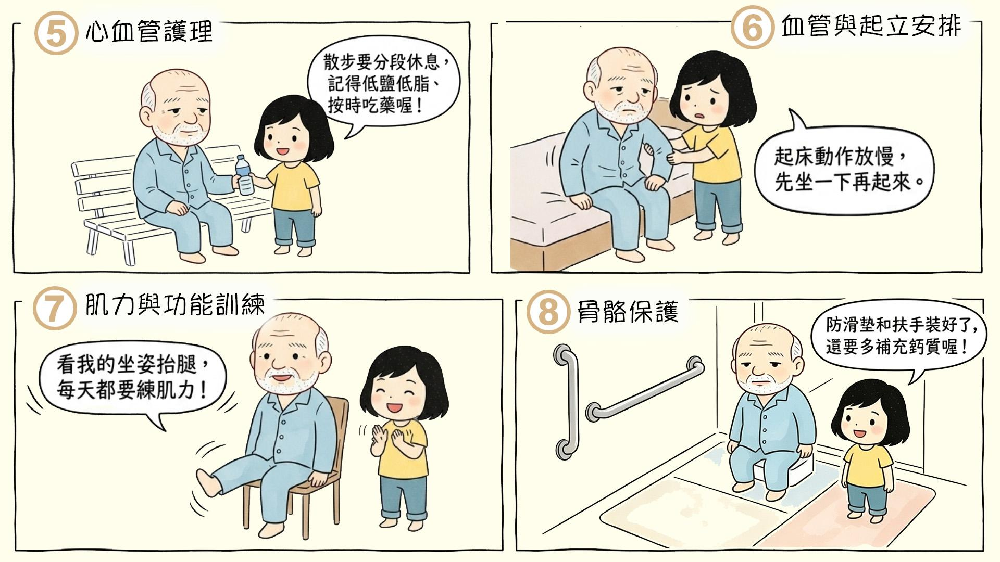 5 心血管護理
散步要分段休息，
記得低鹽低脂、
按時吃藥喔！
6 血管與起立安排
起床動作放慢，
先坐一下再起來。
7 肌力與功能訓練
看我的坐姿抬腿，
每天都要練肌力！
8 骨骼保護
防滑墊和扶手装好了，
還要多補充鈣質喔！